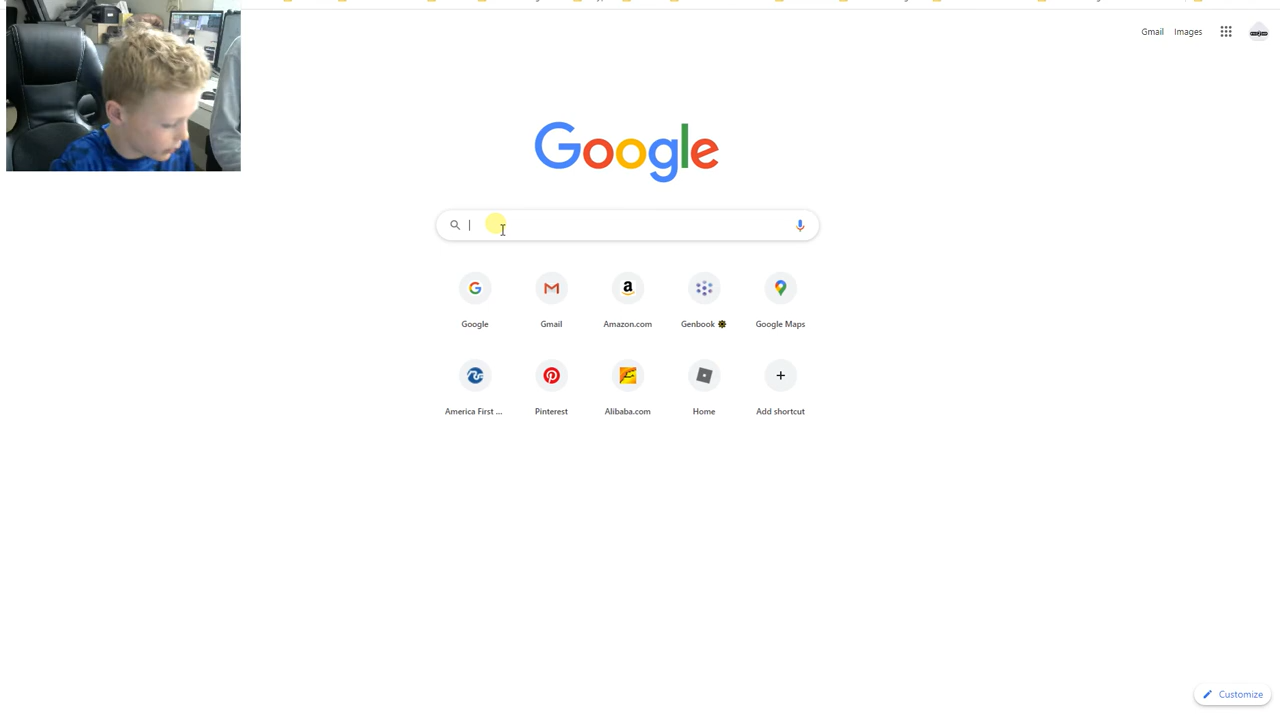 Gmail Images
Google
Google Gmail Amazon.com Genbook Google Maps
America First ... Pinterest Alibaba.com Home Add shortcut
Customize